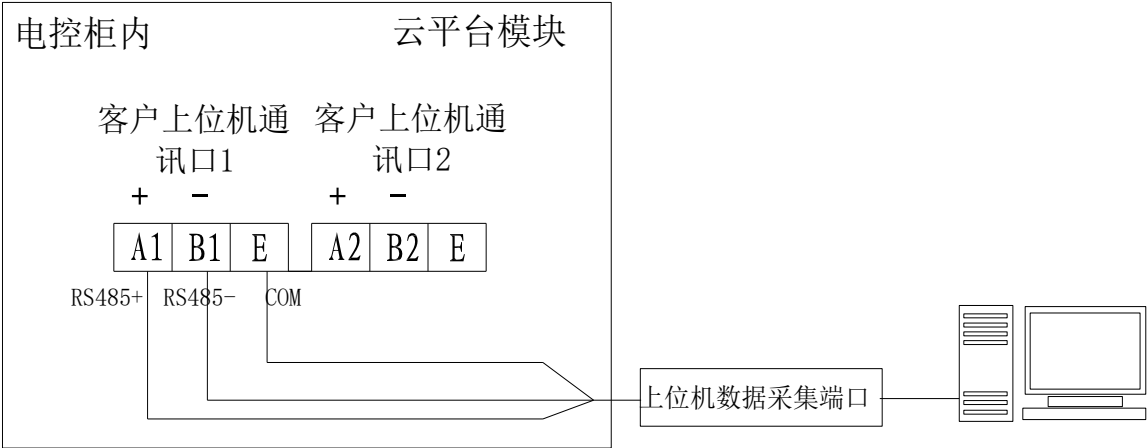 电控柜内 云平台模块
客户上位机通 客户上位机通
讯口1 讯口2
+ − + −
A1 B1 E A2 B2 E
RS485+ RS485- COM
上位机数据采集端口